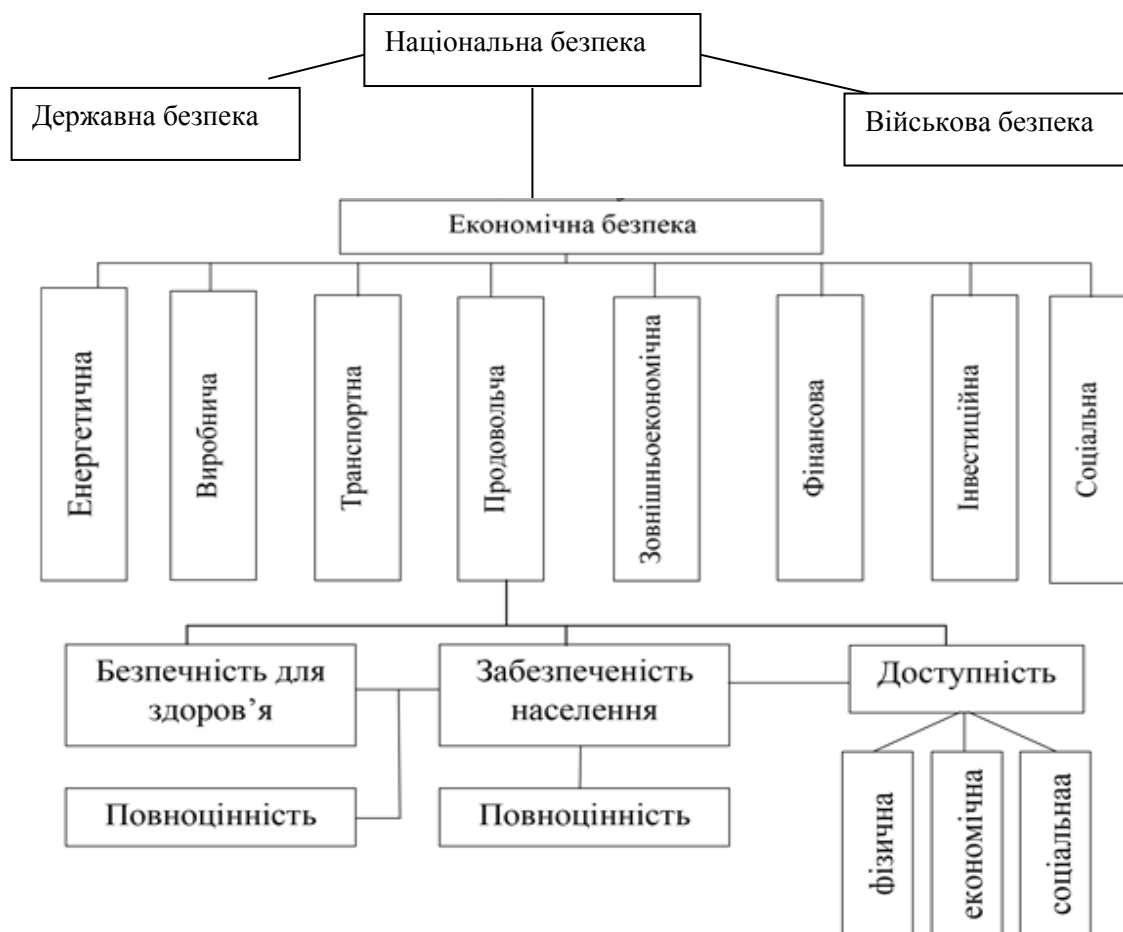 Національна безпека
Державна безпека
Військова безпека
Економічна безпека
Енергетична
Виробнича
Транспортна
Продовольча
Зовнішньоекономічна
Фінансова
Інвестиційна
Соціальна
Безпечність для
здоров’я
Забезпеченість
населення
Доступність
Повноцінність
Повноцінність
фізична
економічна
соціальнаа